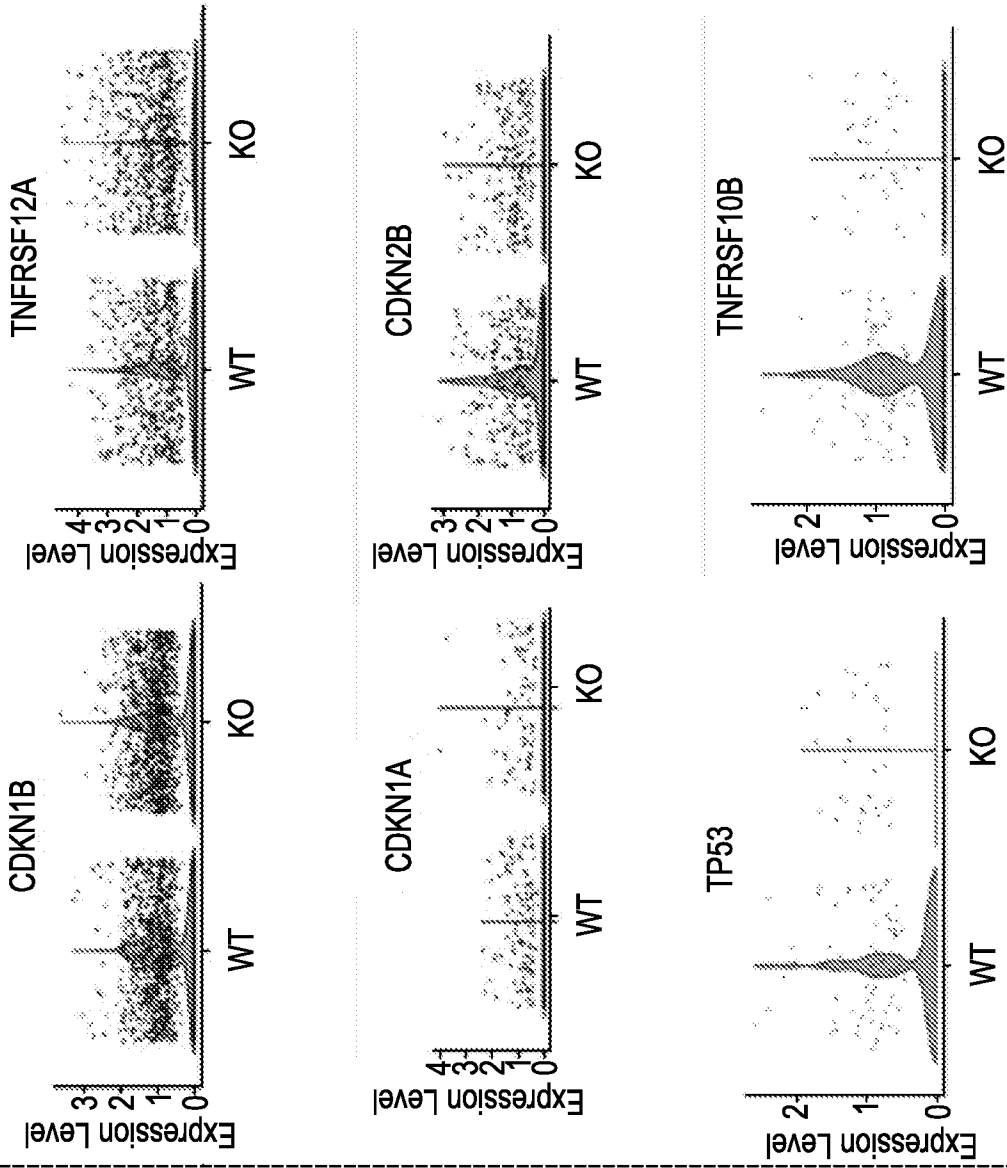 CDKN1B
Expression Level
3
2
1
0
WT
KO
TNFRSF12A
Expression Level
4
3
2
1
0
WT
KO
CDKN1A
Expression Level
4
3
2
1
0
WT
KO
CDKN2B
Expression Level
3
2
1
0
WT
KO
TP53
Expression Level
2
1
0
WT
KO
TNFRSF10B
Expression Level
2
1
0
WT
KO